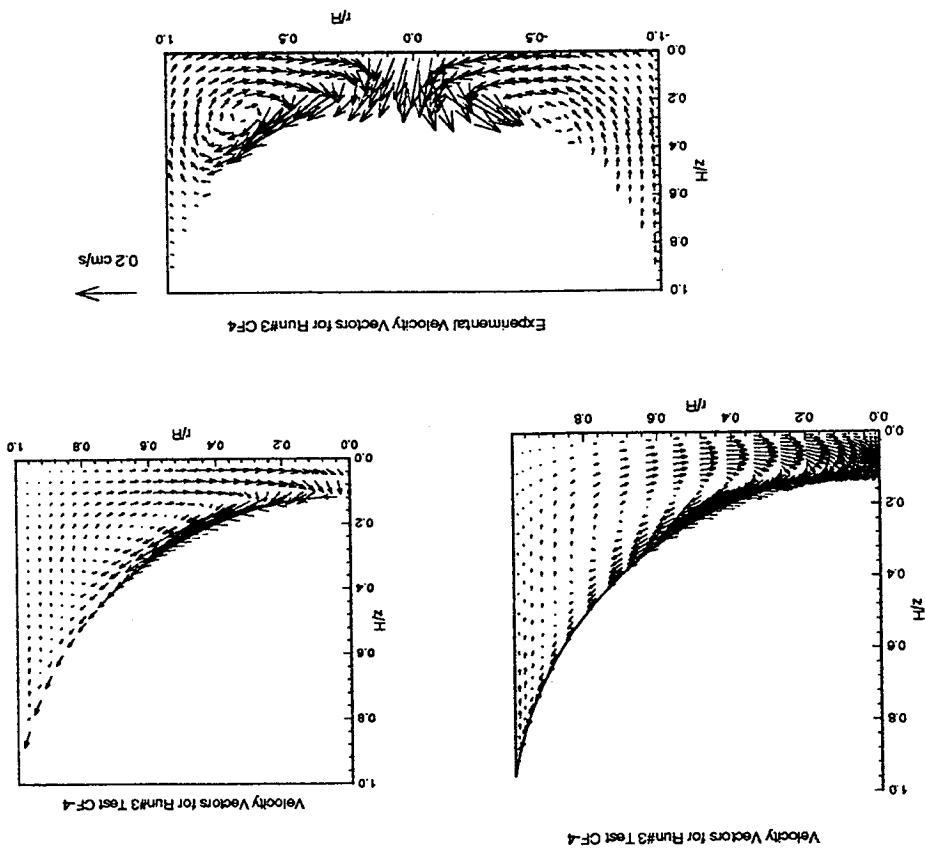 Velocity Vectors for Run#3 Test CF-4
1.0
0.8
z/H
0.6
0.4
0.2
0.0
0.0 0.2 0.4 0.6 0.8
r/R
Velocity Vectors for Run#3 Test CF-4
1.0
0.8
z/H
0.6
0.4
0.2
0.0
0.0 0.2 0.4 0.6 0.8 1.0
r/R
Experimental Velocity Vectors for Run#3 CF4
0.2 cm/s
1.0
0.8
z/H
0.6
0.4
0.2
0.0
-1.0 -0.5 0.0 0.5 1.0
r/R